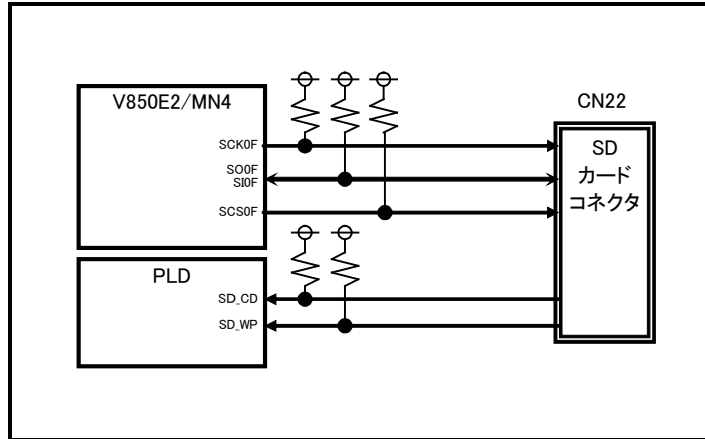 V850E2/MN4
CN22
SCK0F
SO0F
SI0F
SCS0F
SD
カード
コネクタ
PLD
SD_CD
SD_WP